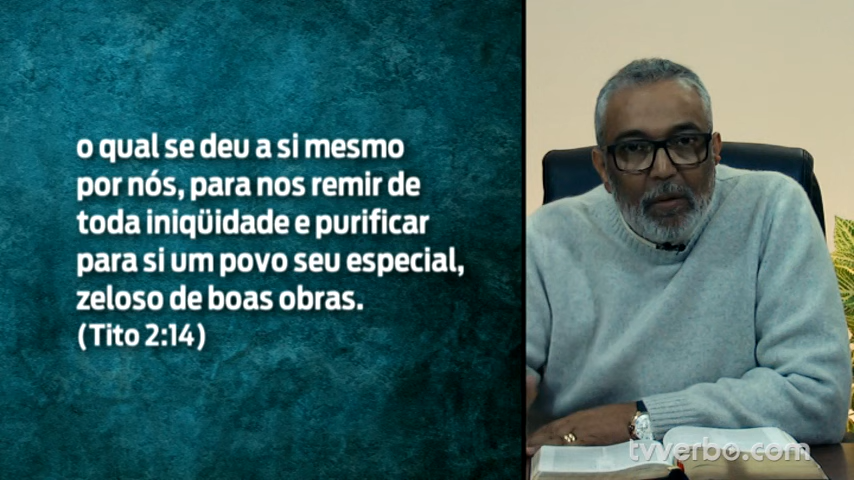 o qual se deu a si mesmo
por nós, para nos remir de
toda iniqüidade e purificar
para si um povo seu especial,
zeloso de boas obras.
(Tito 2:14)
tvverbo.com